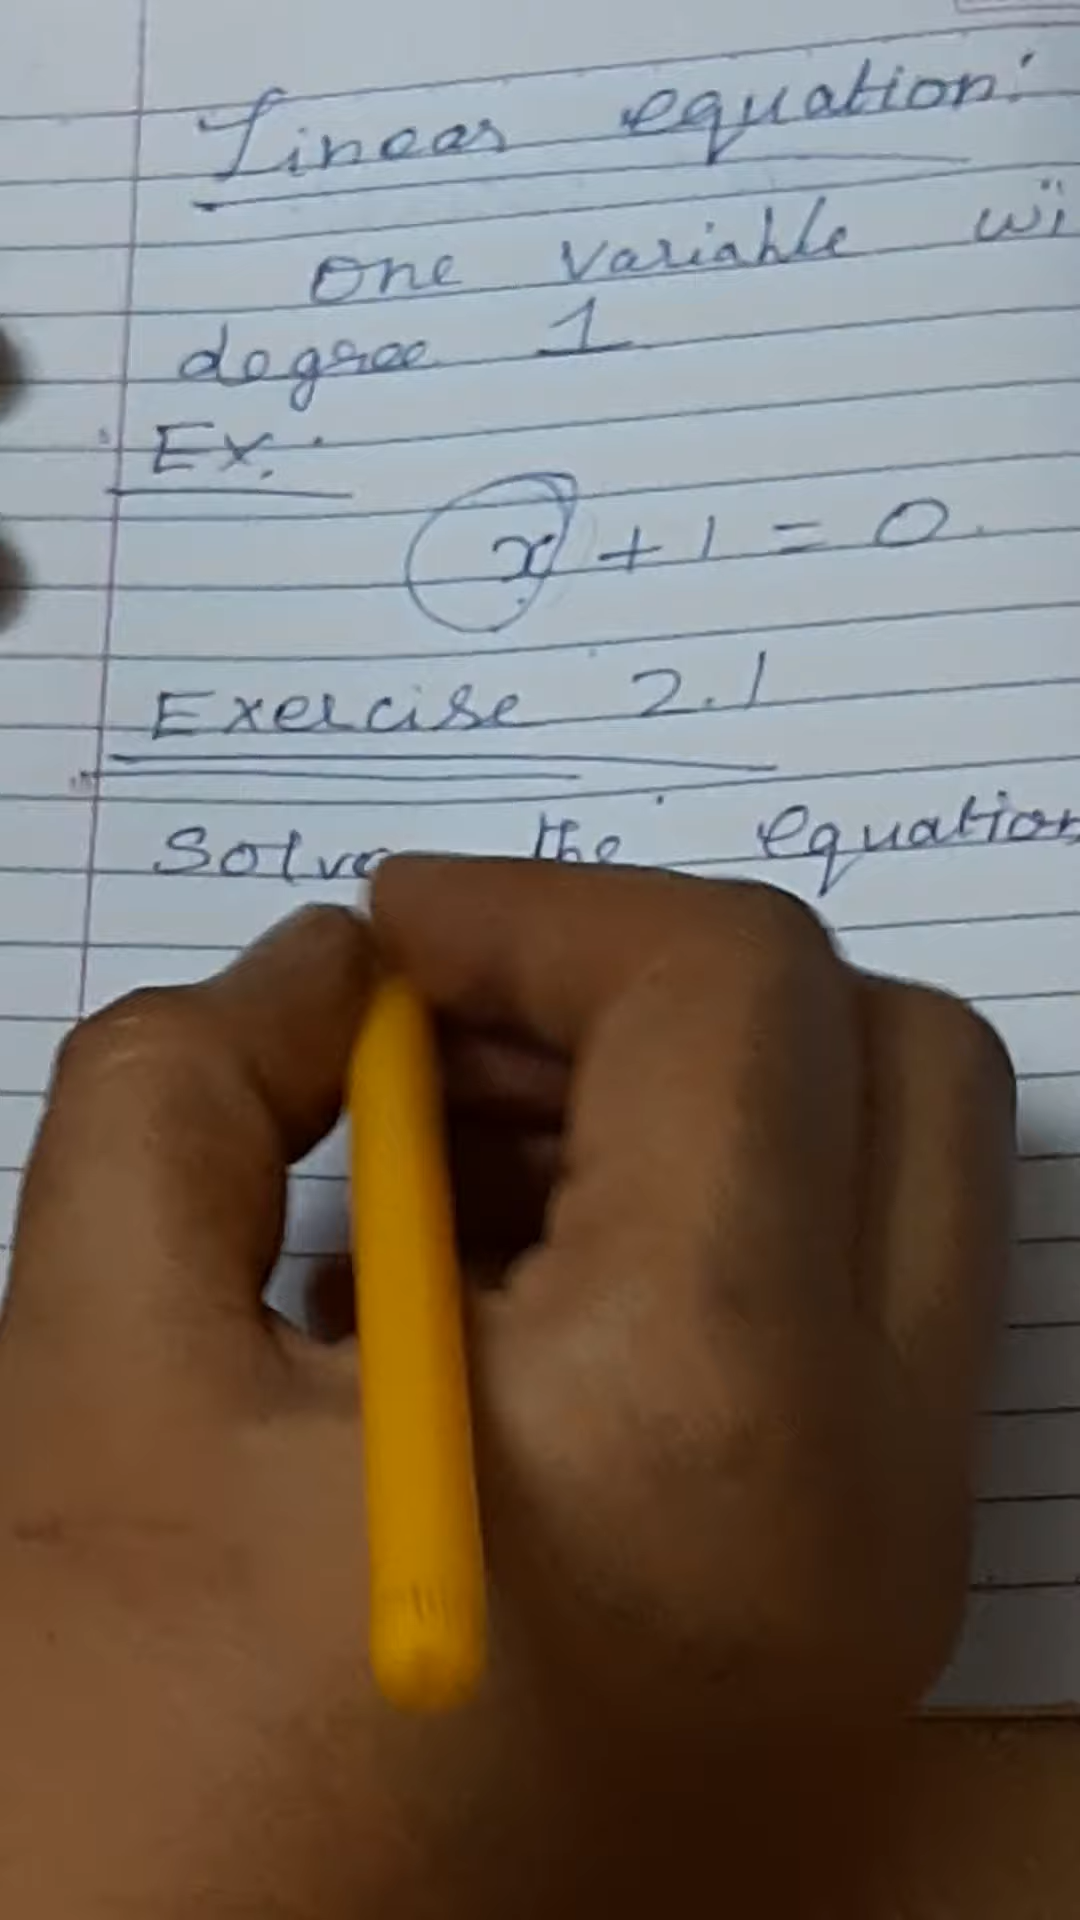 Linear equation:
one variable wi
degree 1
Ex:
x + 1 = 0.
Exercise 2.1
Solve the equation